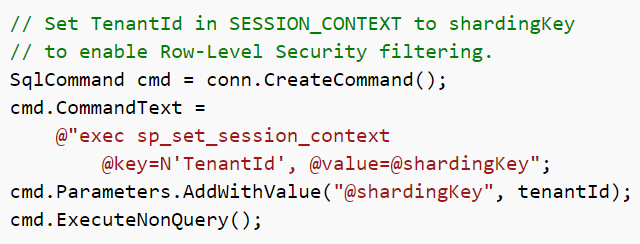 // Set TenantId in SESSION_CONTEXT to shardingKey
// to enable Row-Level Security filtering.
SqlCommand cmd = conn.CreateCommand();
cmd.CommandText =
    @"exec sp_set_session_context
        @key=N'TenantId', @value=@shardingKey";
cmd.Parameters.AddWithValue("@shardingKey", tenantId);
cmd.ExecuteNonQuery();